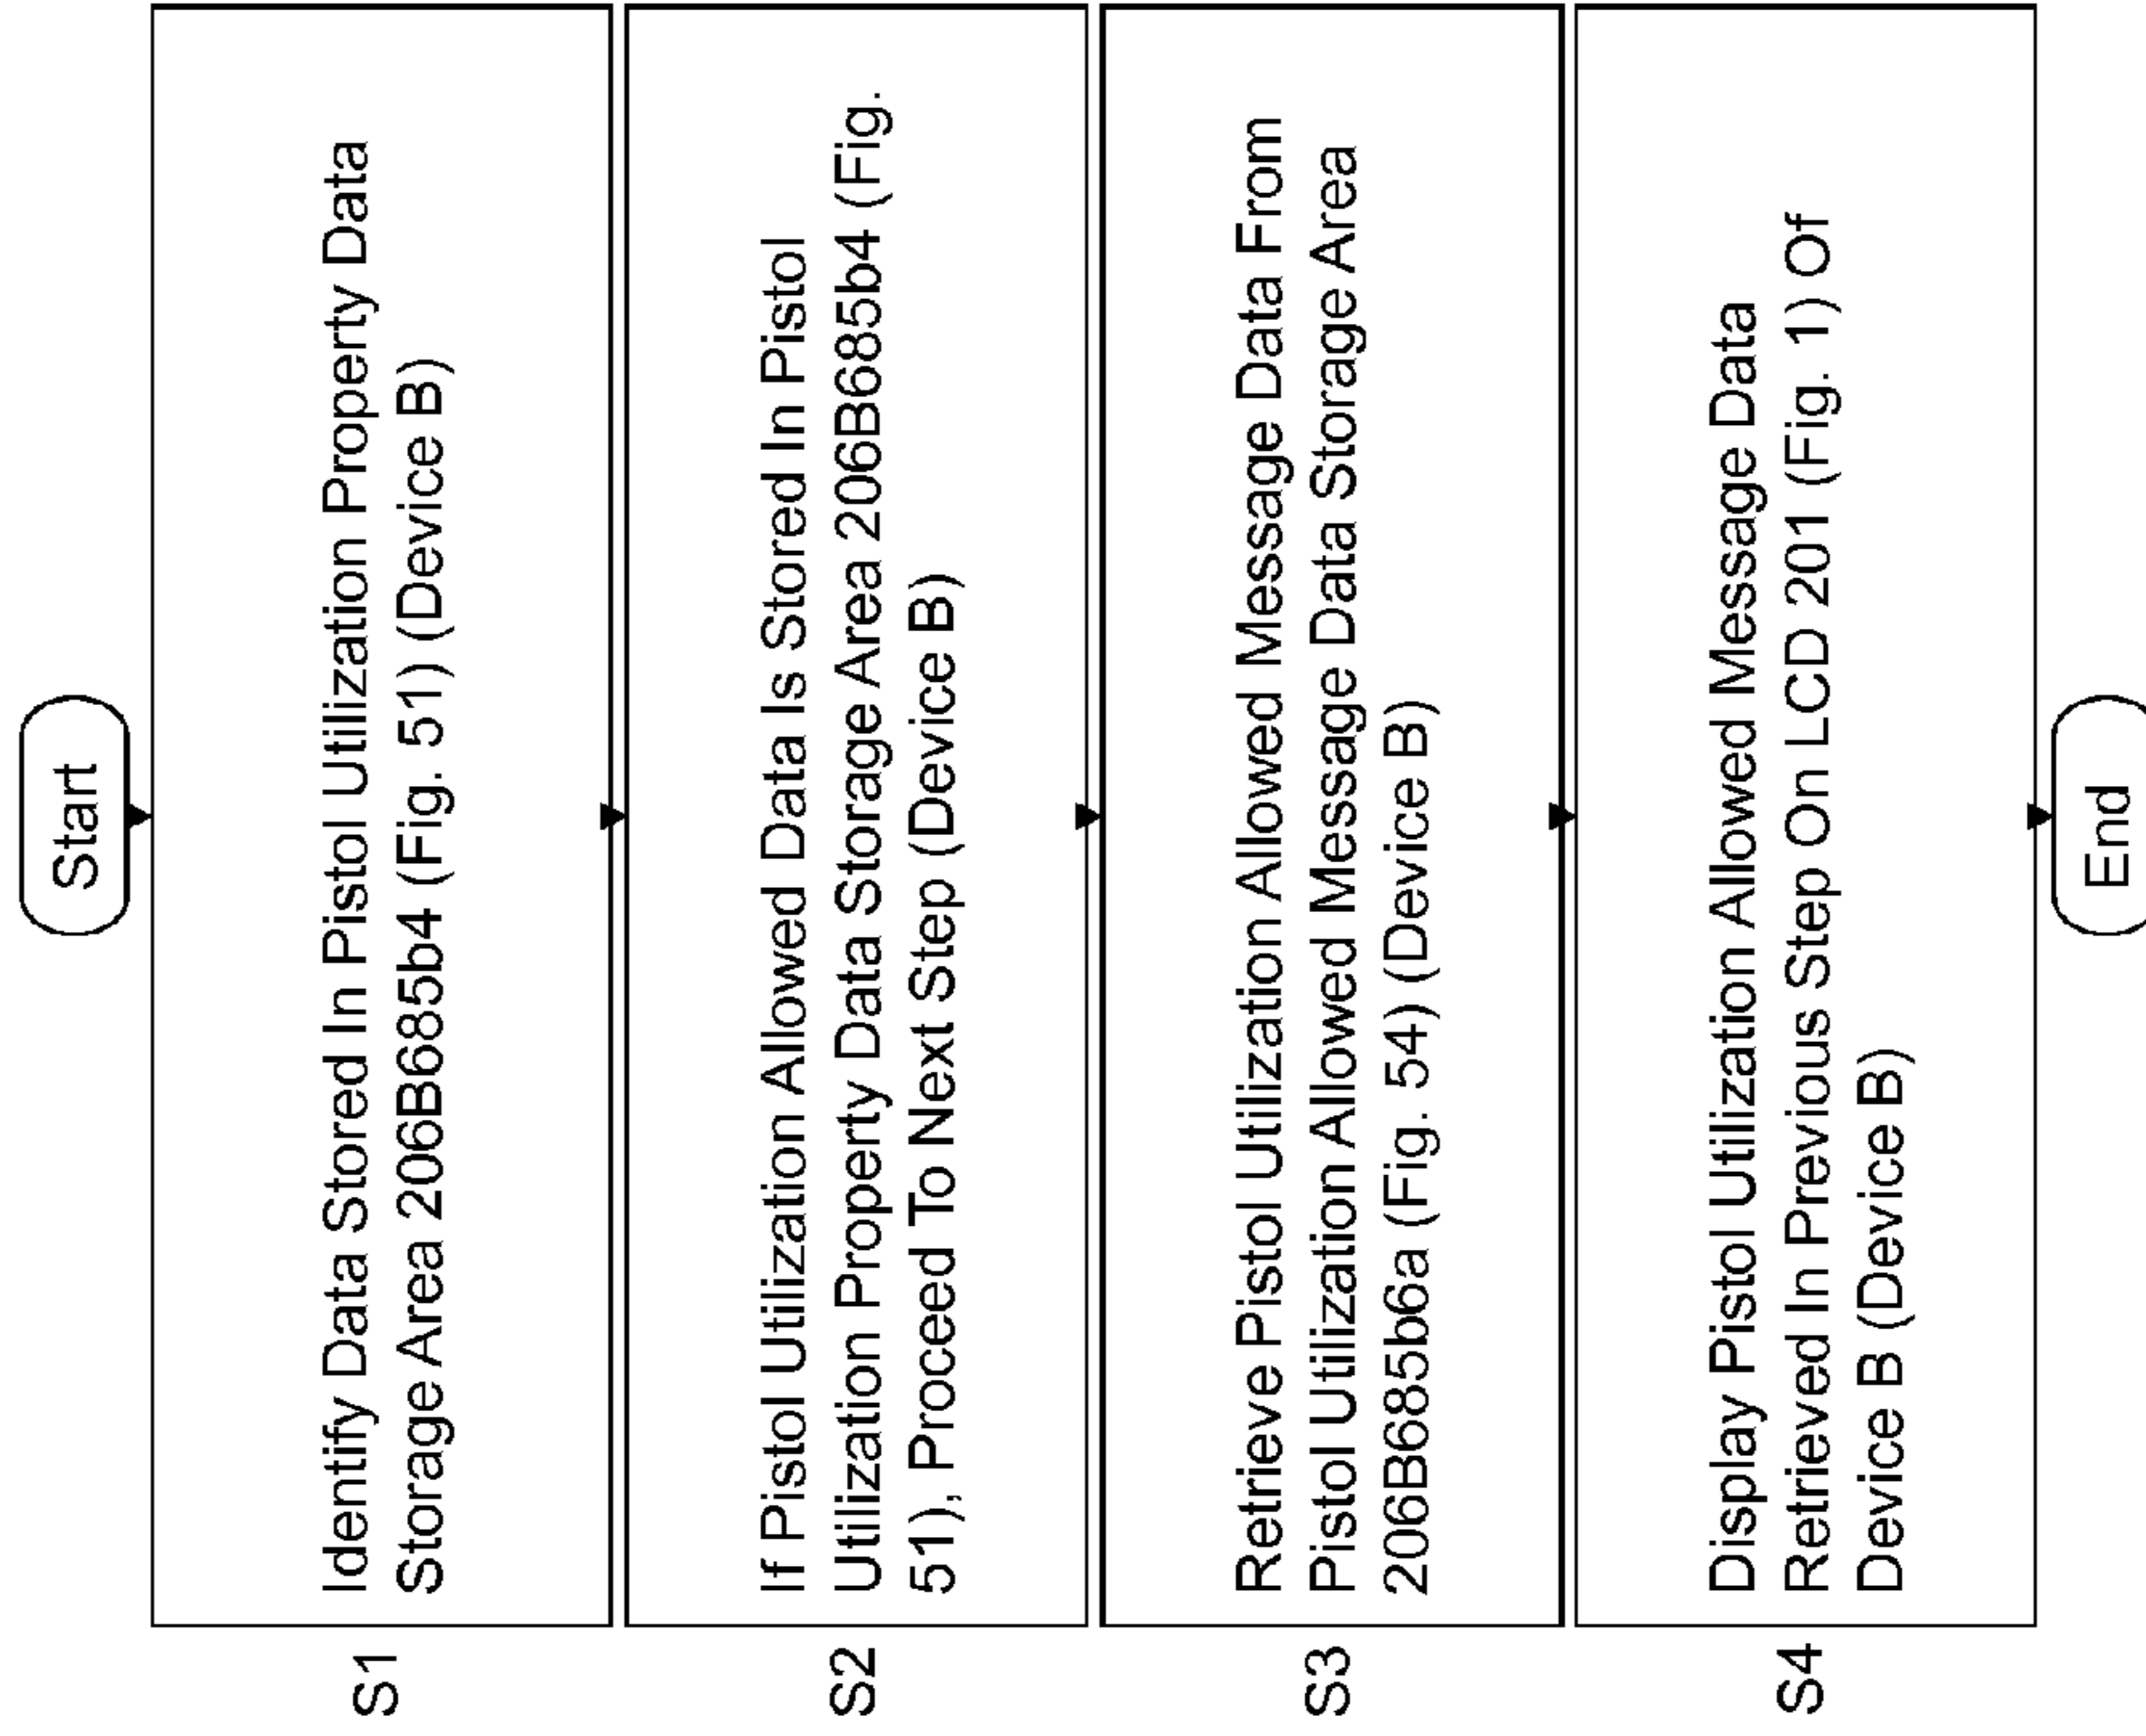 Start
S1
Identify Data Stored In Pistol Utilization Property Data
Storage Area 206B685b4 (Fig. 51) (Device B)
S2
If Pistol Utilization Allowed Data Is Stored In Pistol
Utilization Property Data Storage Area 206B685b4 (Fig.
51), Proceed To Next Step (Device B)
S3
Retrieve Pistol Utilization Allowed Message Data From
Pistol Utilization Allowed Message Data Storage Area
206B685b6a (Fig. 54) (Device B)
S4
Display Pistol Utilization Allowed Message Data
Retrieved In Previous Step On LCD 201 (Fig. 1) Of
Device B (Device B)
End